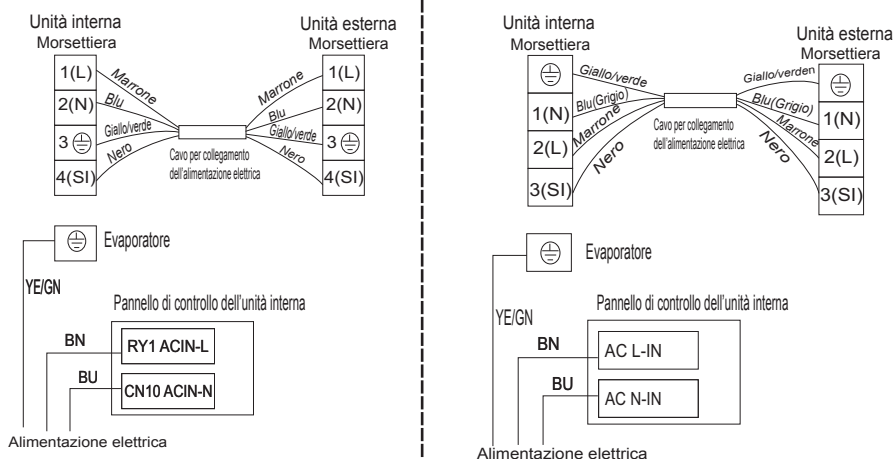 Unità interna
Morsettiera
Unità esterna
Morsettiera
1(L)
Marrone
Marrone
1(L)
2(N)
Blu
Blu
2(N)
3
Giallo/verde
Giallo/verde
3
4(SI)
Nero
Nero
4(SI)
Cavo per collegamento
dell'alimentazione elettrica
Evaporatore
YE/GN
Pannello di controllo dell'unità interna
BN
RY1 ACIN-L
BU
CN10 ACIN-N
Alimentazione elettrica
Unità interna
Morsettiera
Unità esterna
Morsettiera
Giallo/verde
Giallo/verden
1(N)
Blu(Grigio)
Blu(Grigio)
1(N)
2(L)
Marrone
Marrone
2(L)
3(SI)
Nero
Nero
3(SI)
Cavo per collegamento
dell'alimentazione elettrica
Evaporatore
YE/GN
Pannello di controllo dell'unità interna
BN
AC L-IN
BU
AC N-IN
Alimentazione elettrica